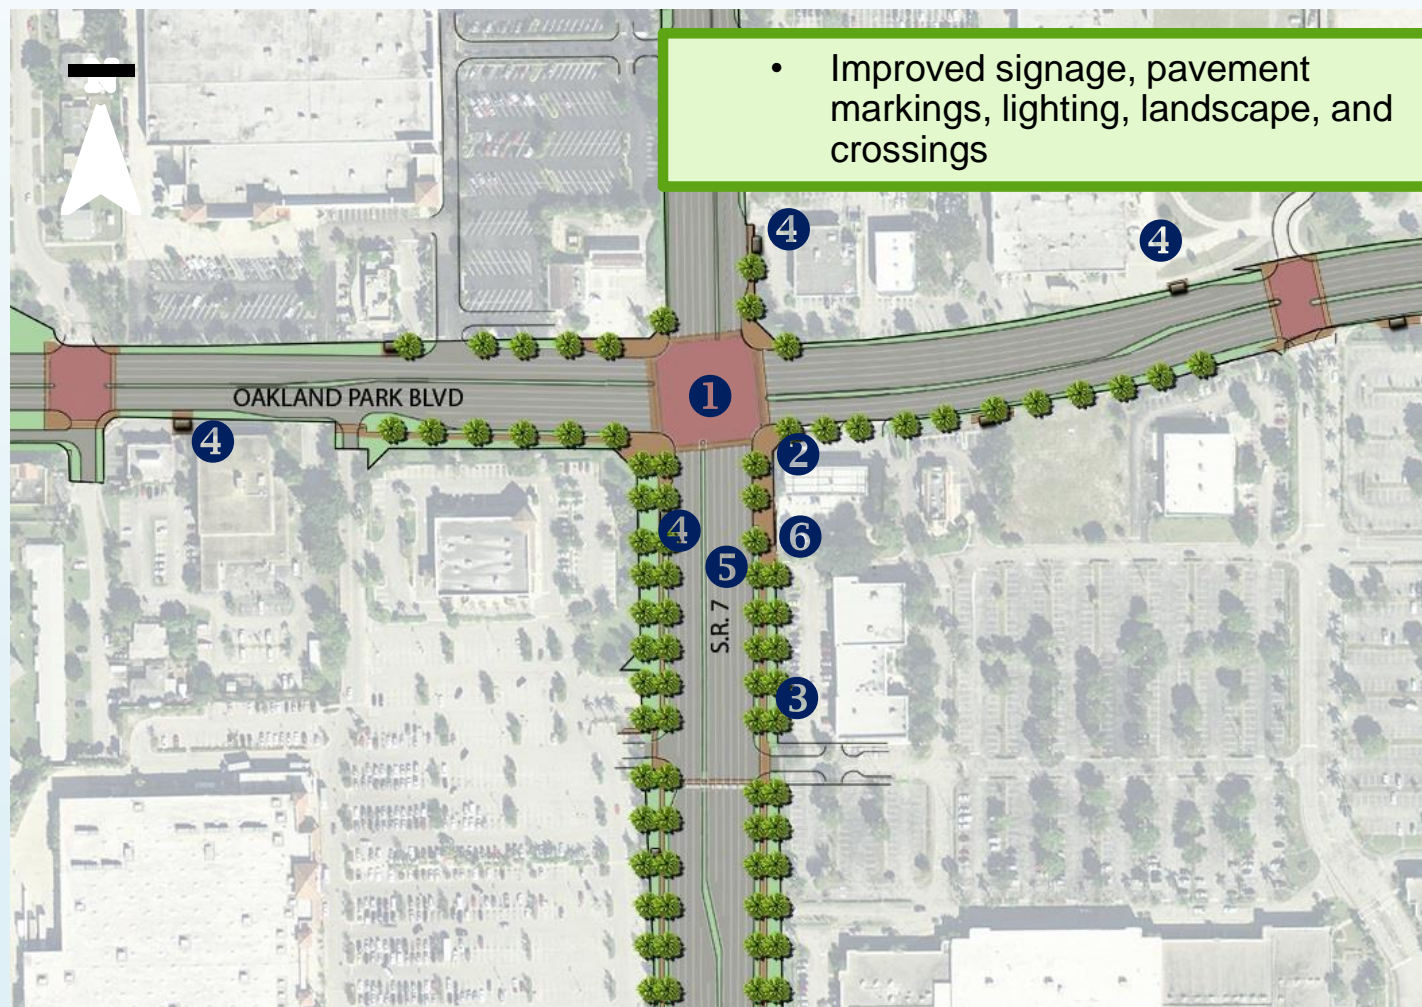 • Improved signage, pavement
markings, lighting, landscape, and
crossings
4
4
OAKLAND PARK BLVD
1
4
2
4
6
5
S.R. 7
3